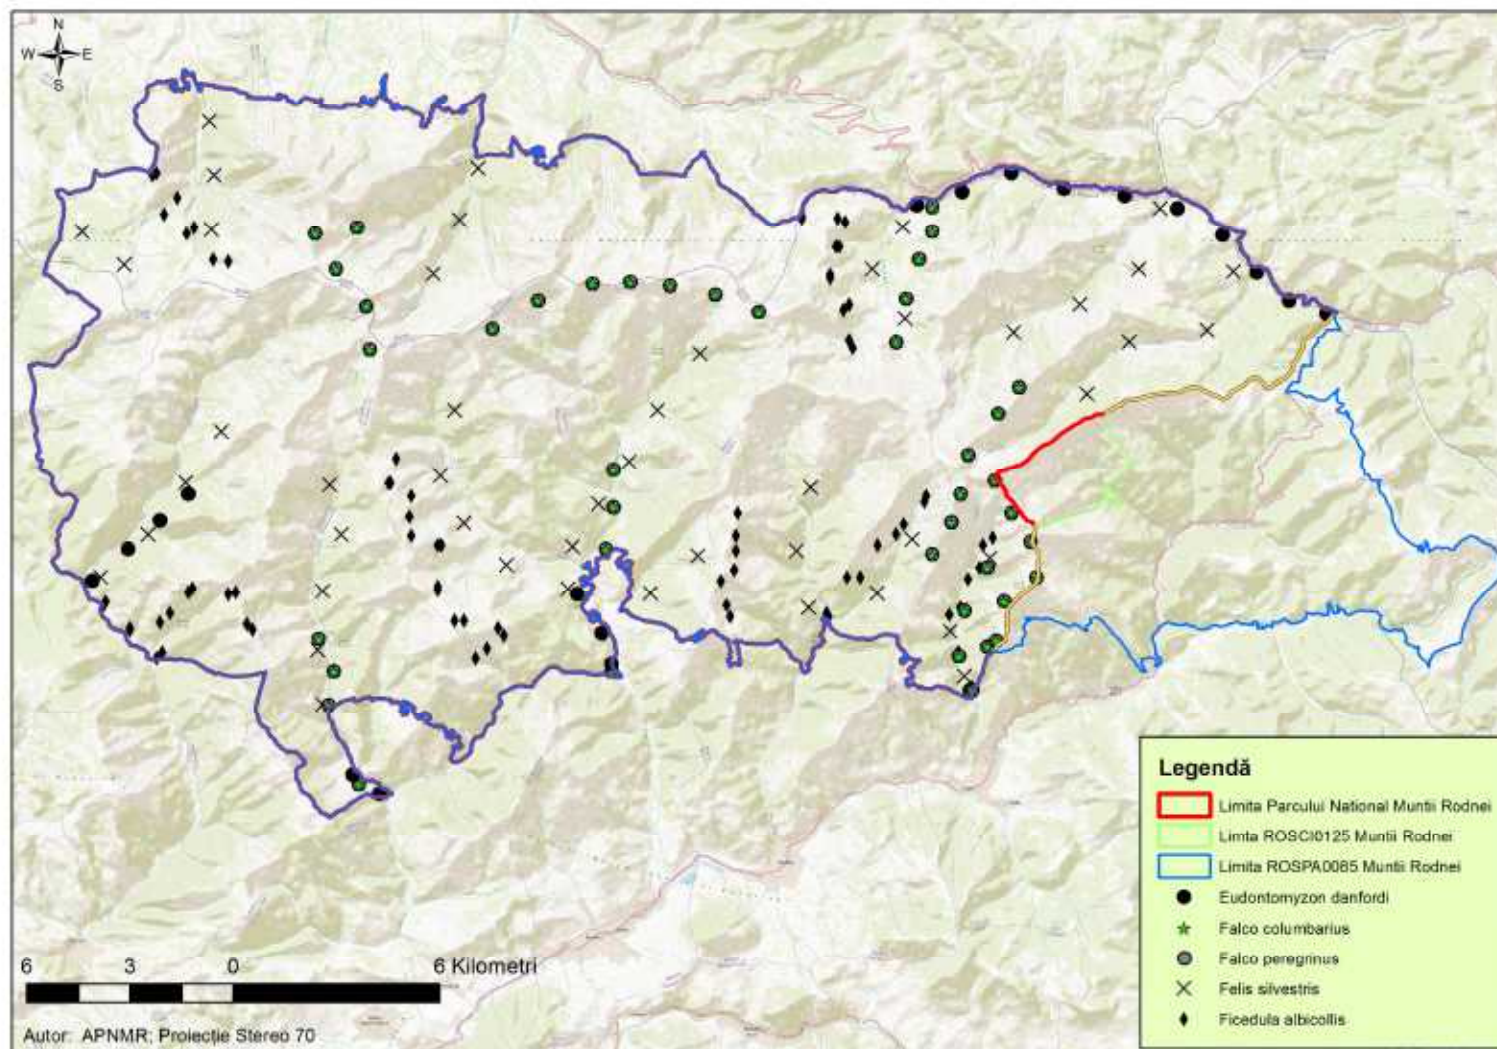 N
W E
S
Legendă
Limita Parcului National Muntii Rodnei
Limta ROSCI0125 Muntii Rodnei
Limita ROSPA0085 Muntii Rodnei
Eudontomyzon danfordi
Falco columbarius
Falco peregrinus
Felis silvestris
Ficedula albicollis
6 3 0 6 Kilometri
Autor: APNMR; Proiecție Stereo 70